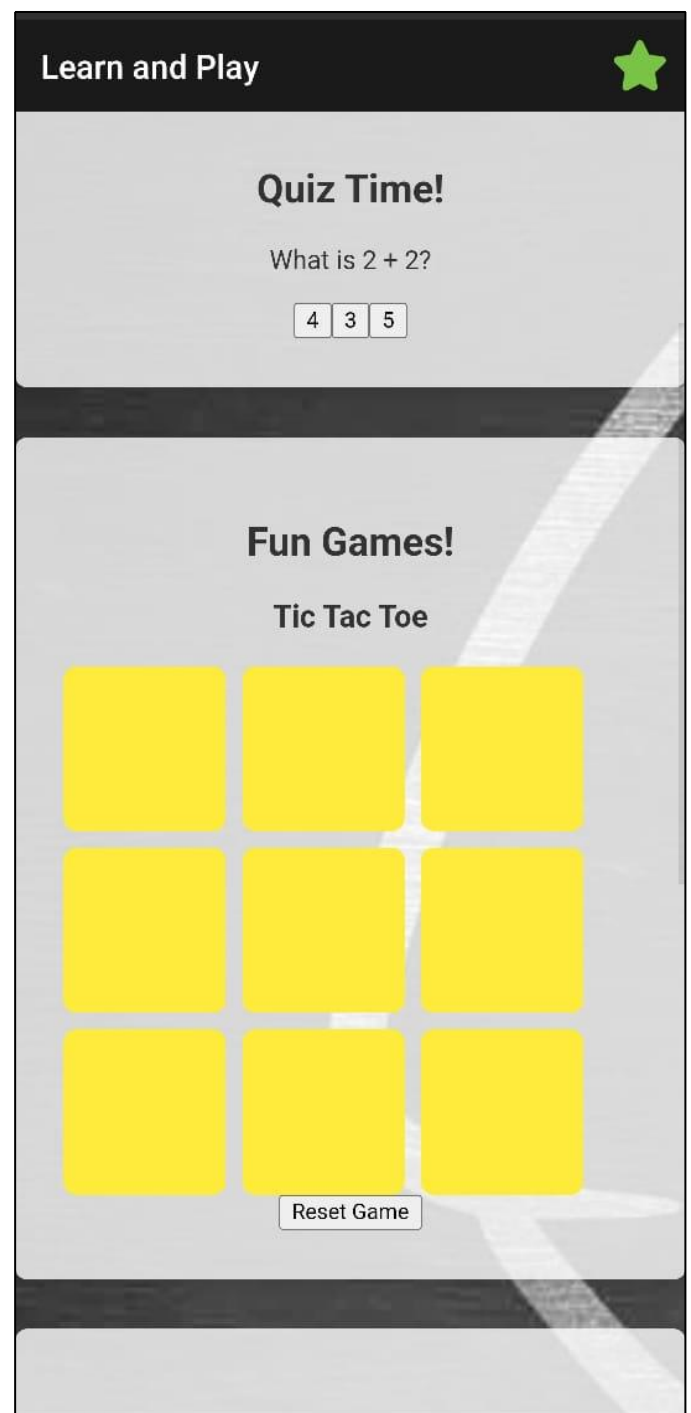 Learn and Play
Quiz Time!
What is 2 + 2?
4 3 5
Fun Games!
Tic Tac Toe
Reset Game